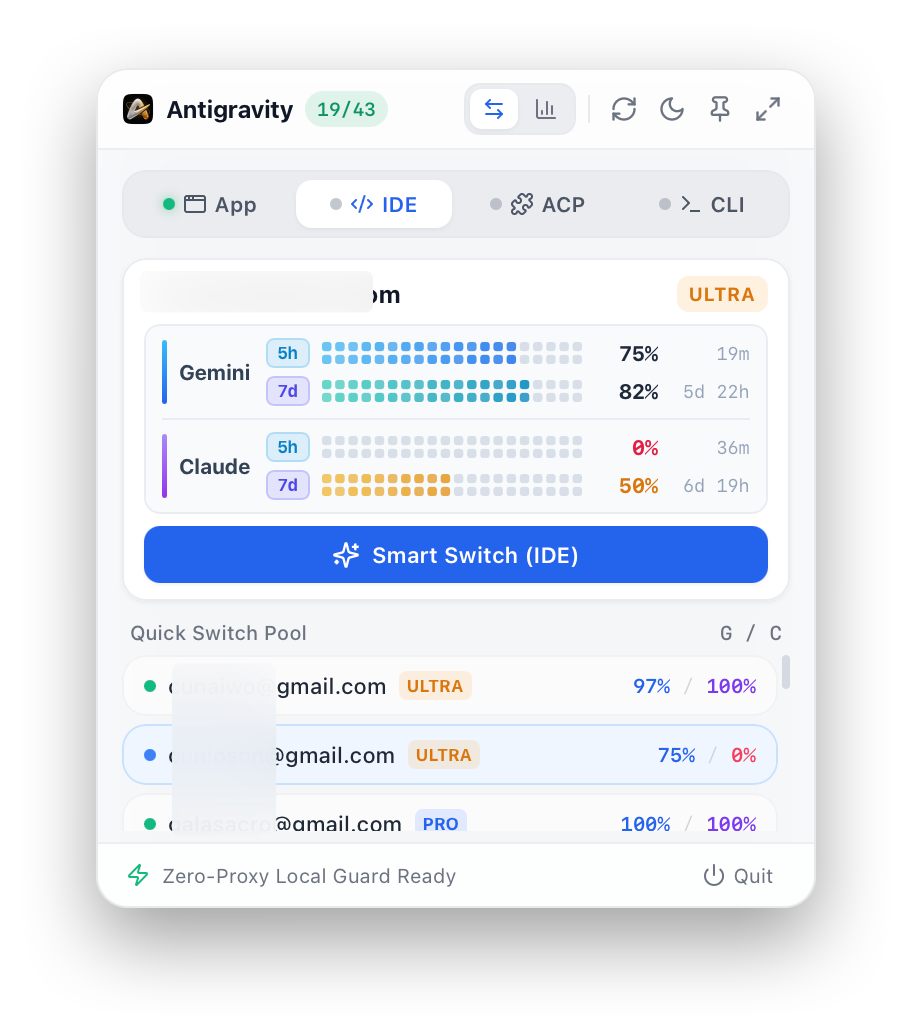 Antigravity 19/43
App IDE ACP CLI
om ULTRA
Gemini
5h 75% 19m
7d 82% 5d 22h
Claude
5h 0% 36m
7d 50% 6d 19h
Smart Switch (IDE)
Quick Switch Pool G / C
@gmail.com ULTRA 97% / 100%
@gmail.com ULTRA 75% / 0%
@gmail.com PRO 100% / 100%
Zero-Proxy Local Guard Ready Quit